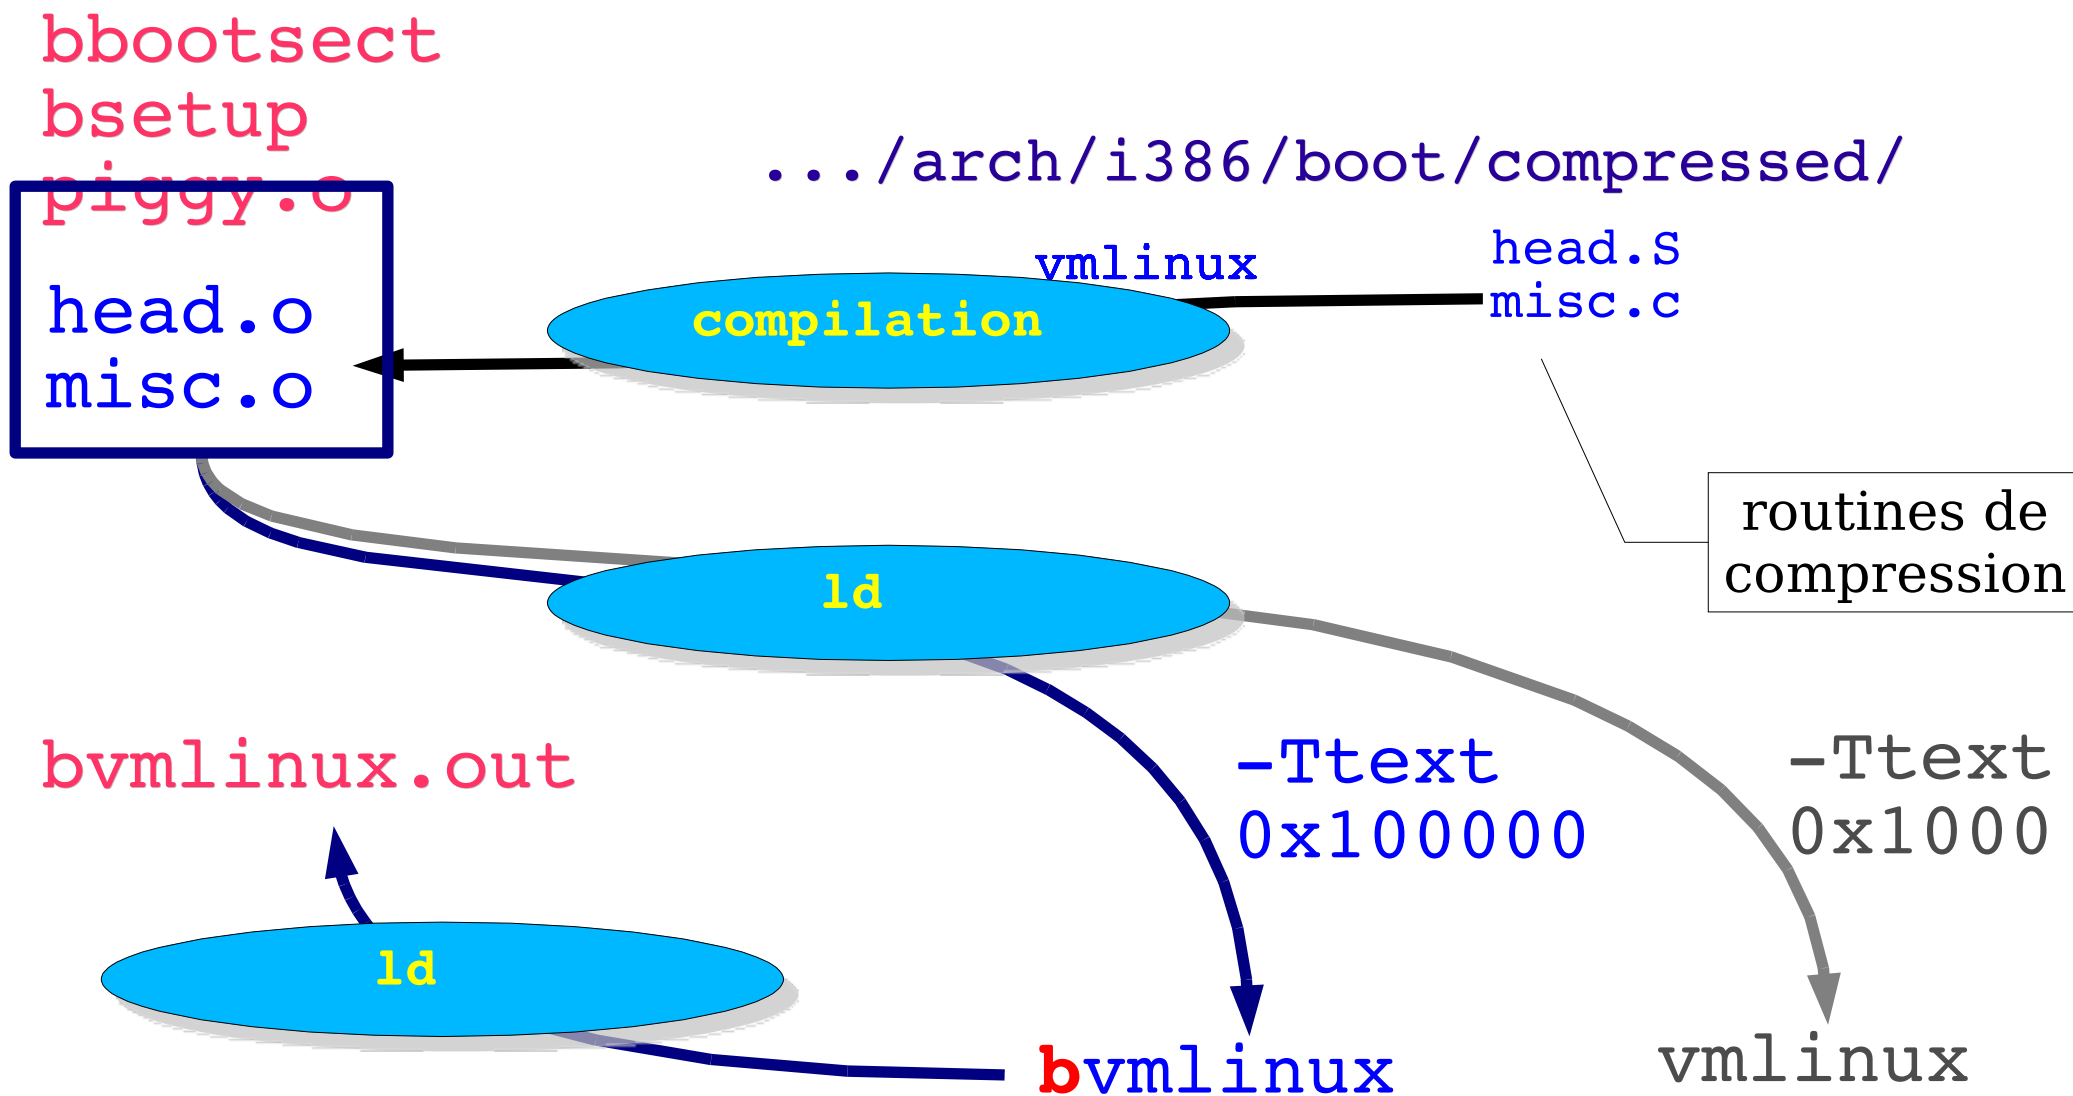 bbootsect
bsetup
piggy.o
.../arch/i386/boot/compressed/
vmlinux
head.S
misc.c
compilation
head.o
misc.o
routines de
compression
ld
bvmlinux.out
-Ttext
0x100000
-Ttext
0x1000
ld
bvmlinux
vmlinux